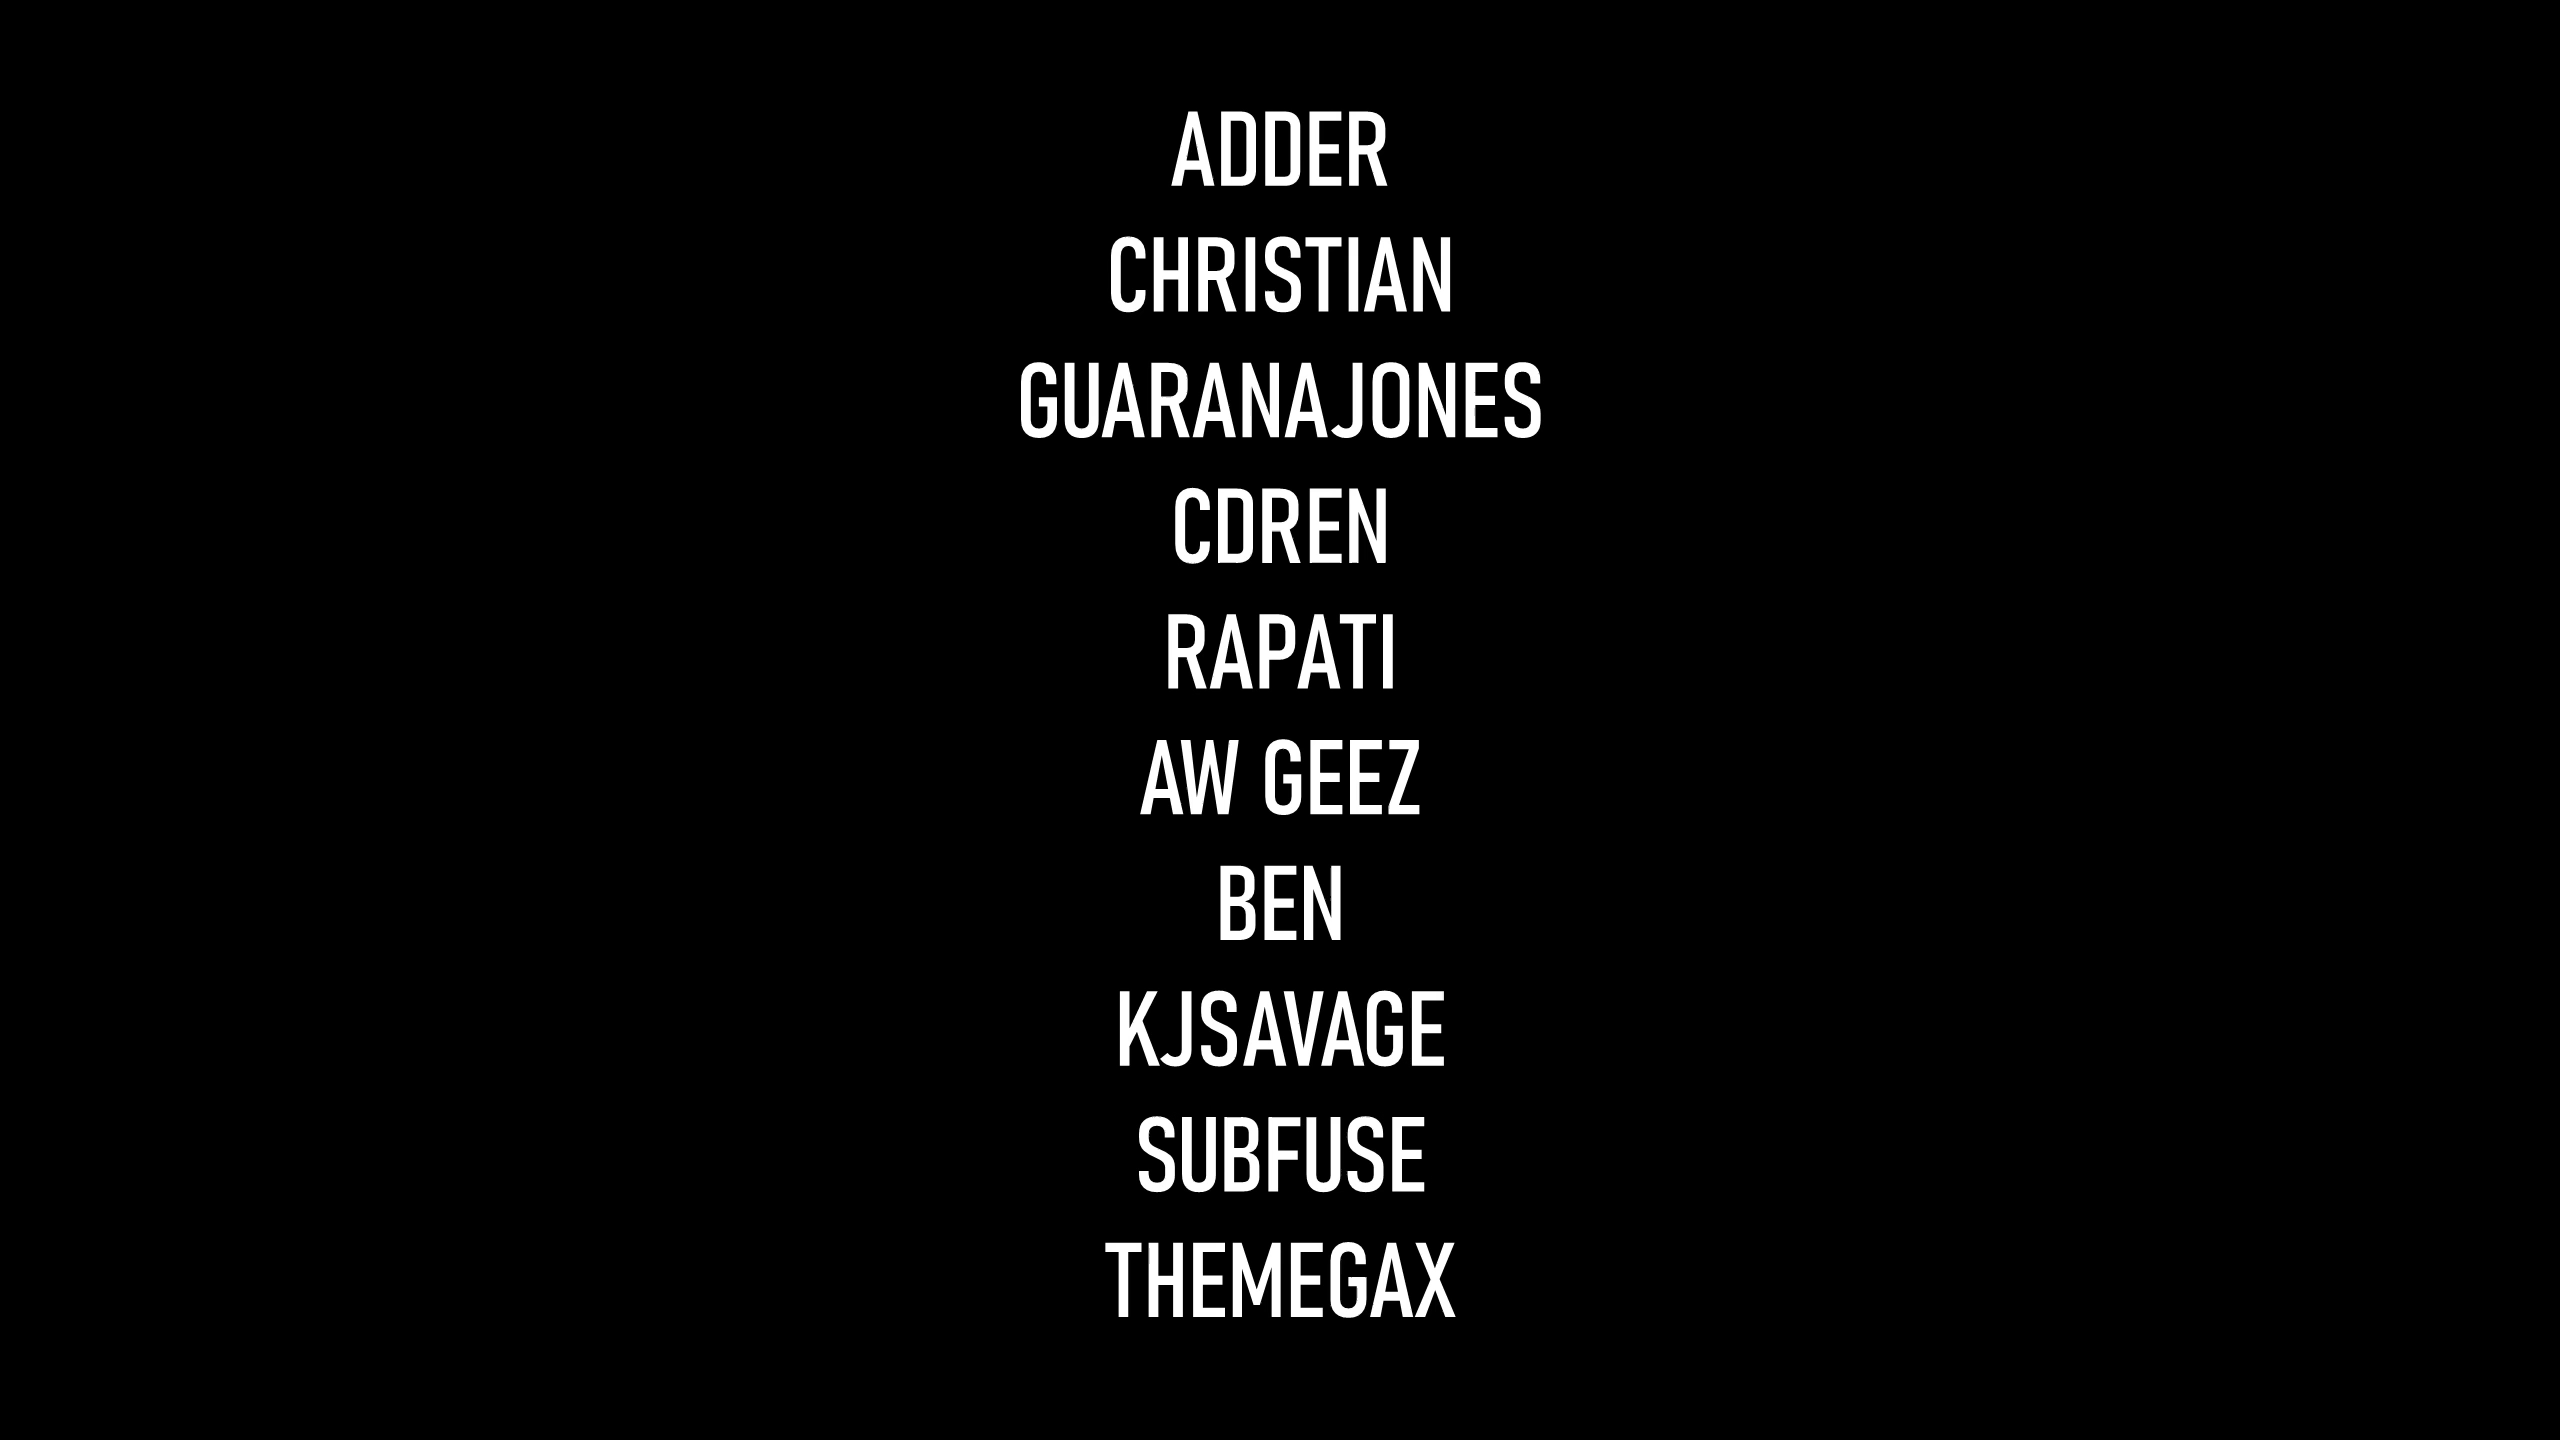 ADDER
CHRISTIAN
GUARANAJONES
CDREN
RAPATI
AW GEEZ
BEN
KJSAVAGE
SUBFUSE
THEMEGAX